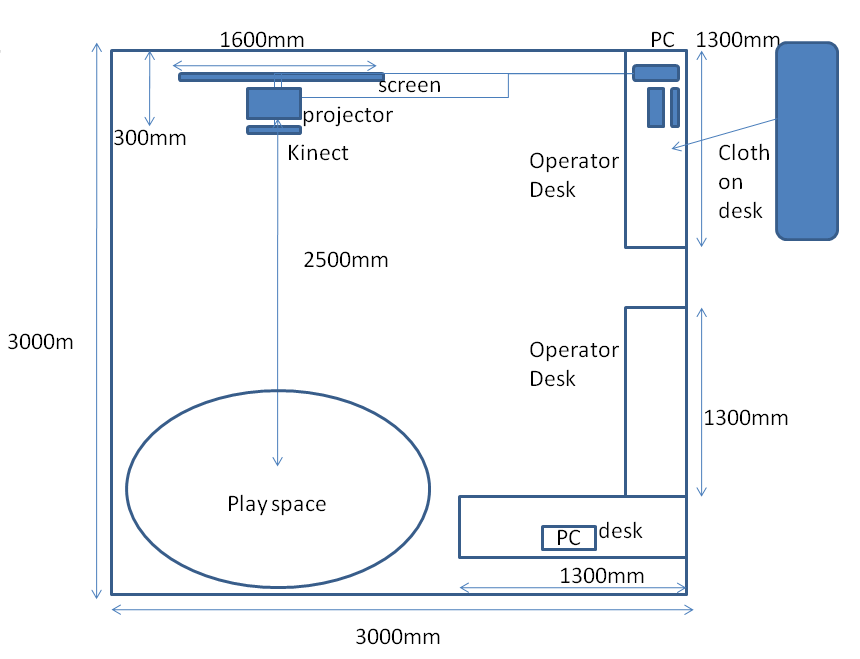 1600mm
PC
1300mm
screen
projector
300mm
Kinect
Operator
Desk
Cloth
on
desk
2500mm
3000m
Operator
Desk
1300mm
Play space
PC
desk
1300mm
3000mm